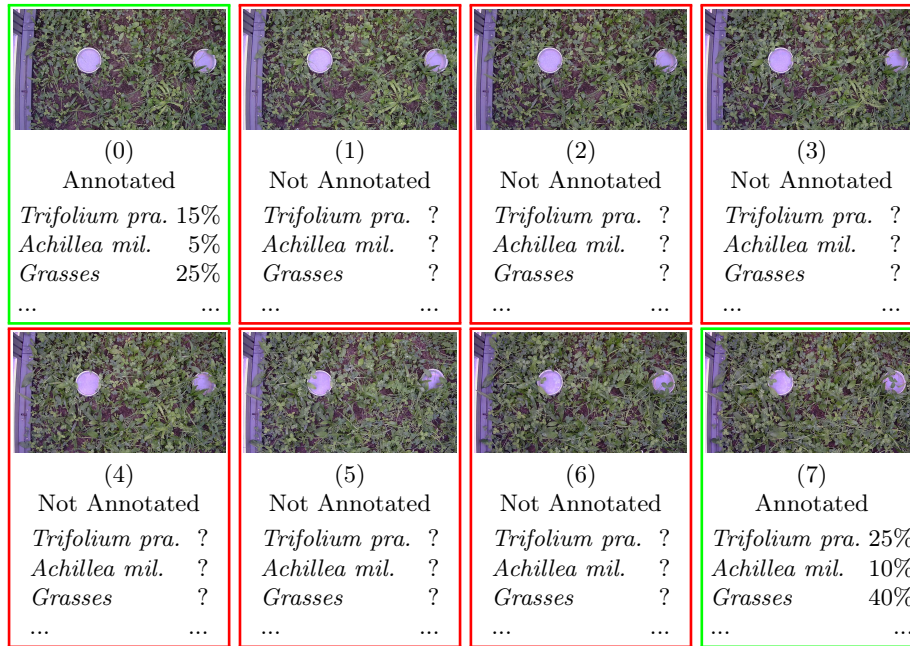 (0)
Annotated
Trifolium pra. 15%
Achillea mil. 5%
Grasses 25%
... ...
(1)
Not Annotated
Trifolium pra. ?
Achillea mil. ?
Grasses ?
... ...
(2)
Not Annotated
Trifolium pra. ?
Achillea mil. ?
Grasses ?
... ...
(3)
Not Annotated
Trifolium pra. ?
Achillea mil. ?
Grasses ?
... ...
(4)
Not Annotated
Trifolium pra. ?
Achillea mil. ?
Grasses ?
... ...
(5)
Not Annotated
Trifolium pra. ?
Achillea mil. ?
Grasses ?
... ...
(6)
Not Annotated
Trifolium pra. ?
Achillea mil. ?
Grasses ?
... ...
(7)
Annotated
Trifolium pra. 25%
Achillea mil. 10%
Grasses 40%
... ...